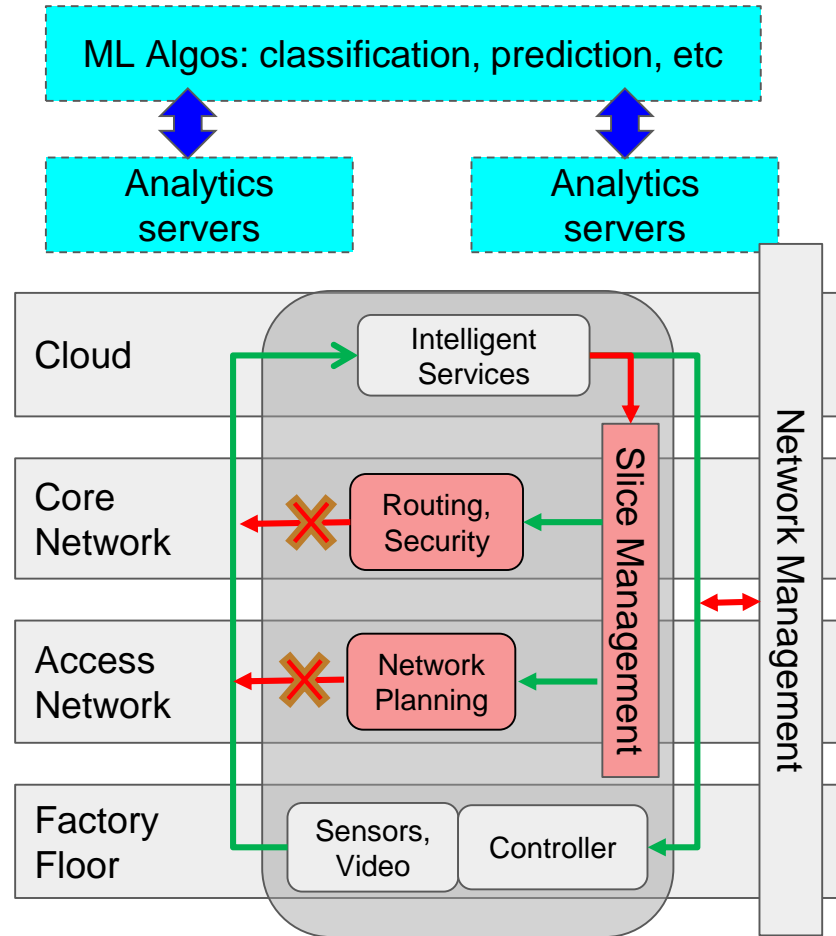 ML Algos: classification, prediction, etc
Analytics
servers
Analytics
servers
Cloud
Intelligent
Services
Core
Network
Routing,
Security
Slice Management
Network Management
Access
Network
Network
Planning
Factory
Floor
Sensors,
Video
Controller